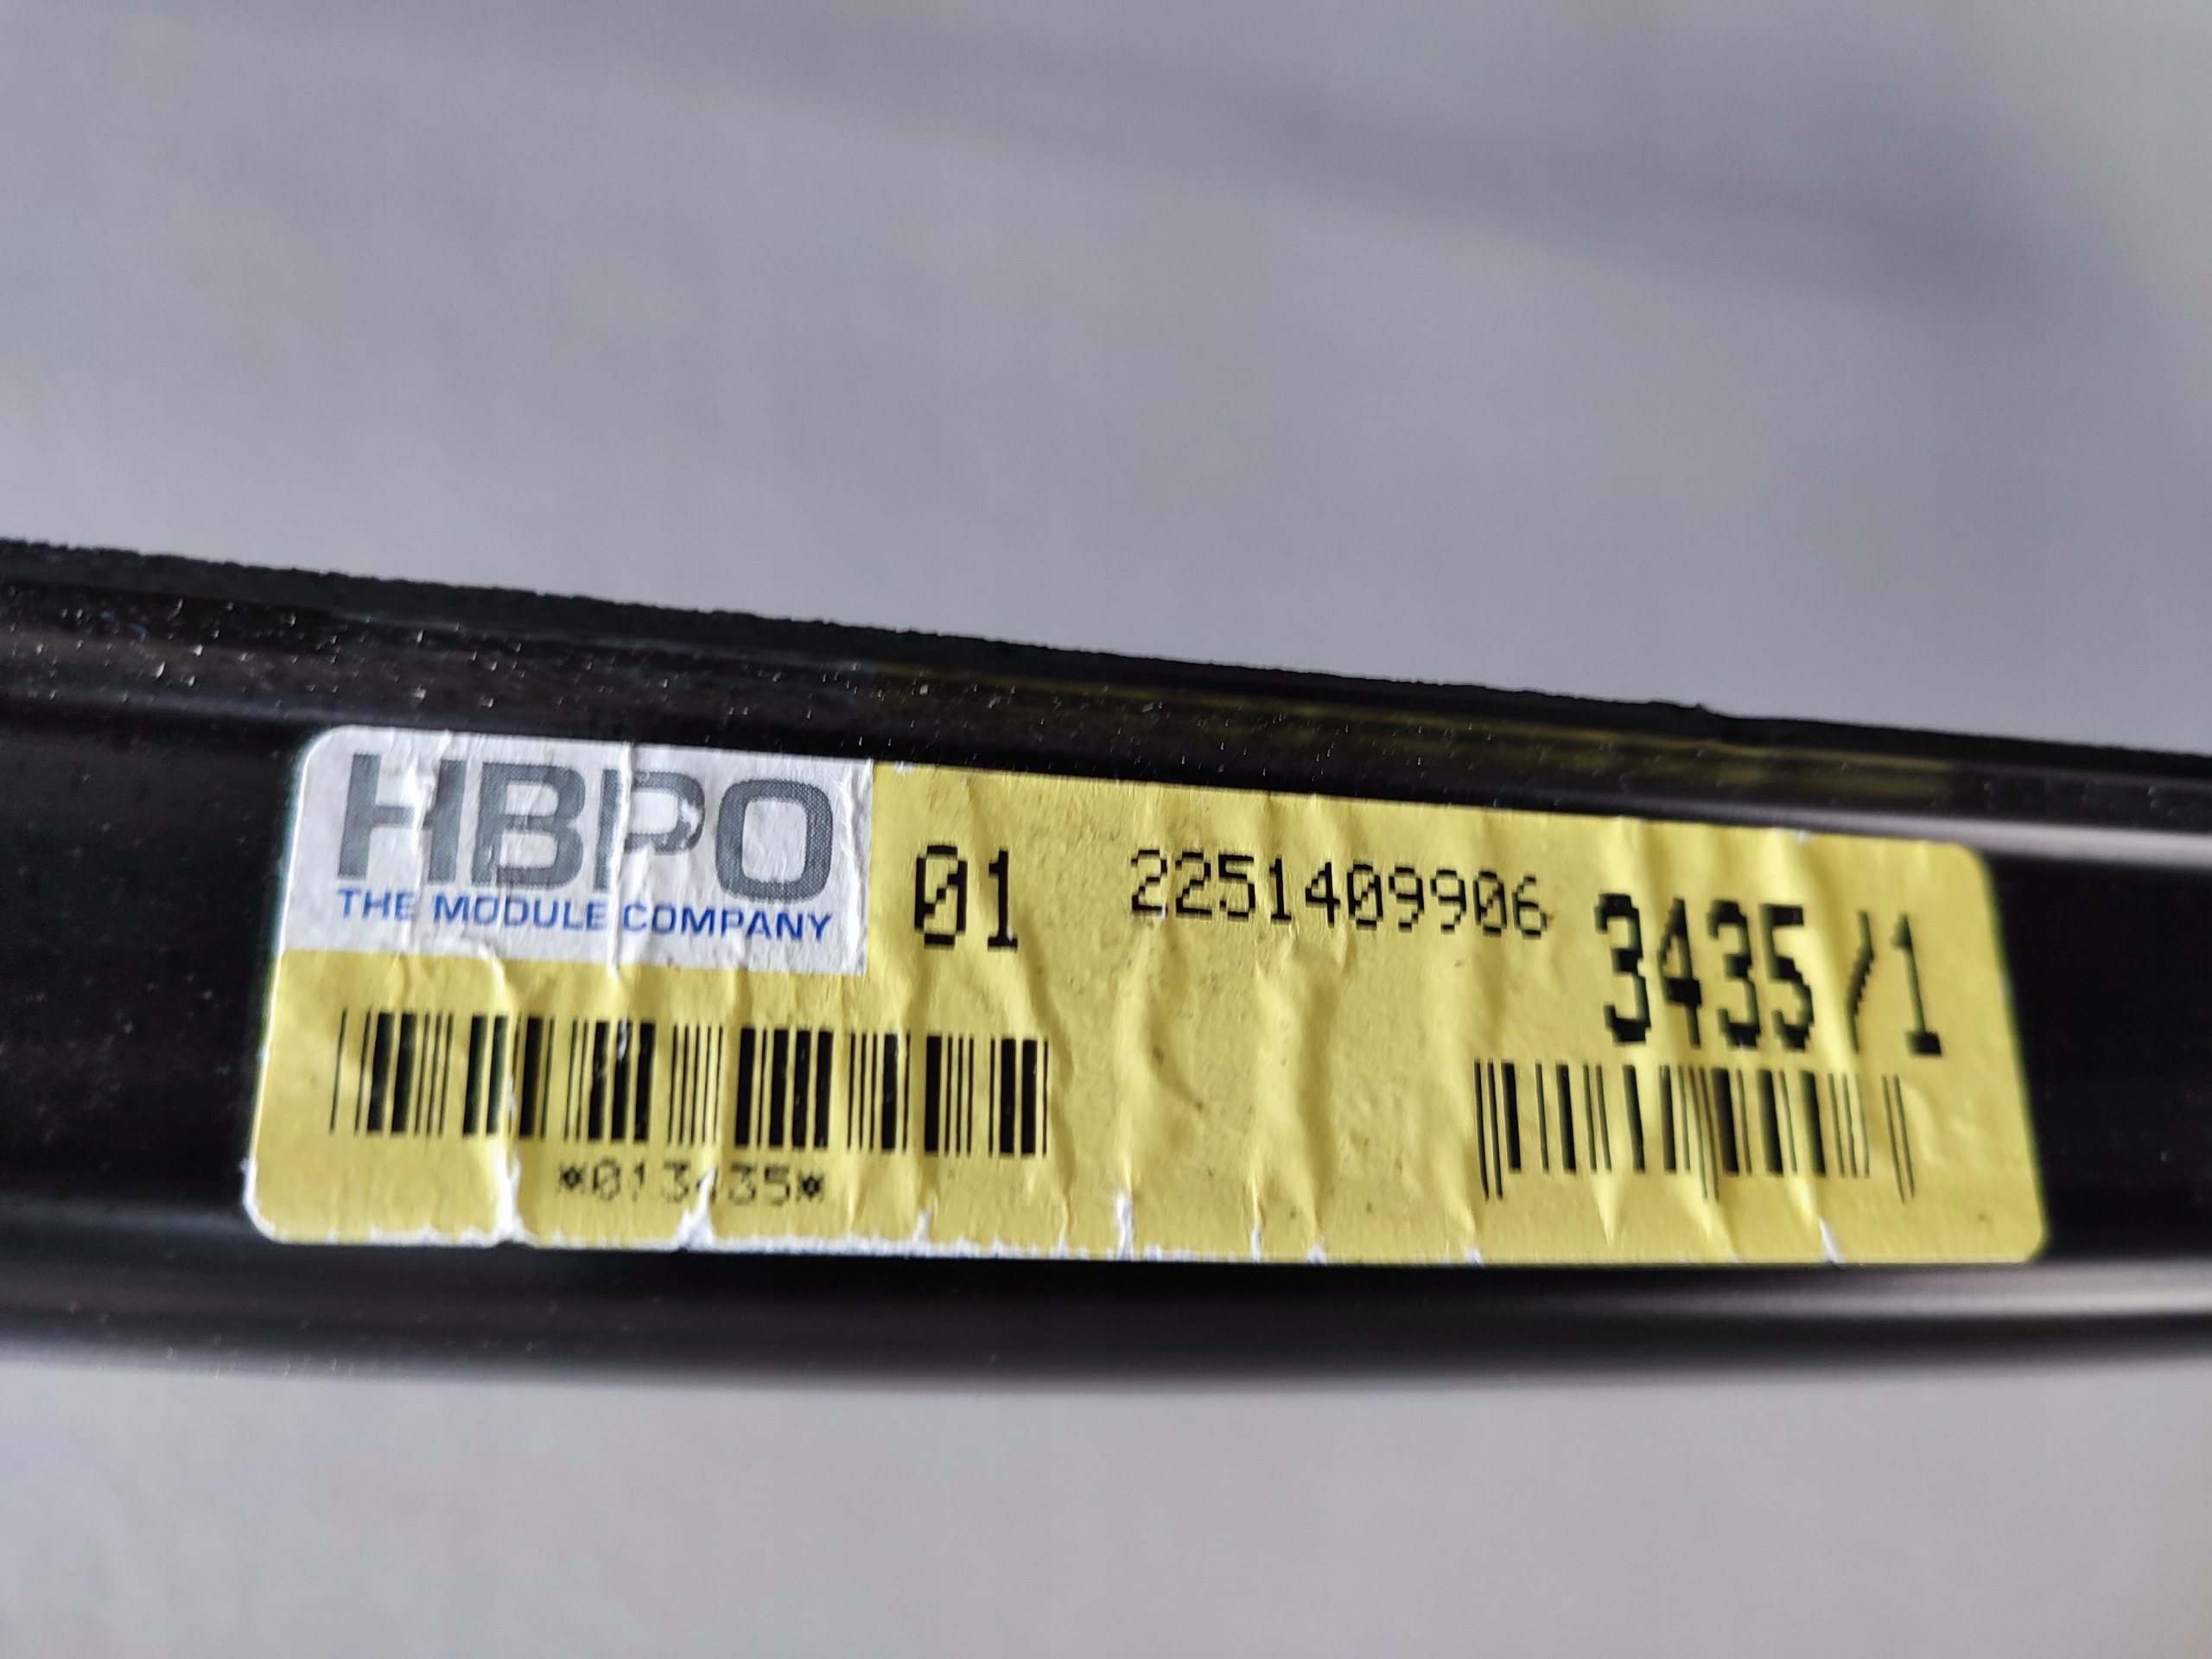 HBPO
THE MODULE COMPANY
01 2251409906 3435/1
*013435*